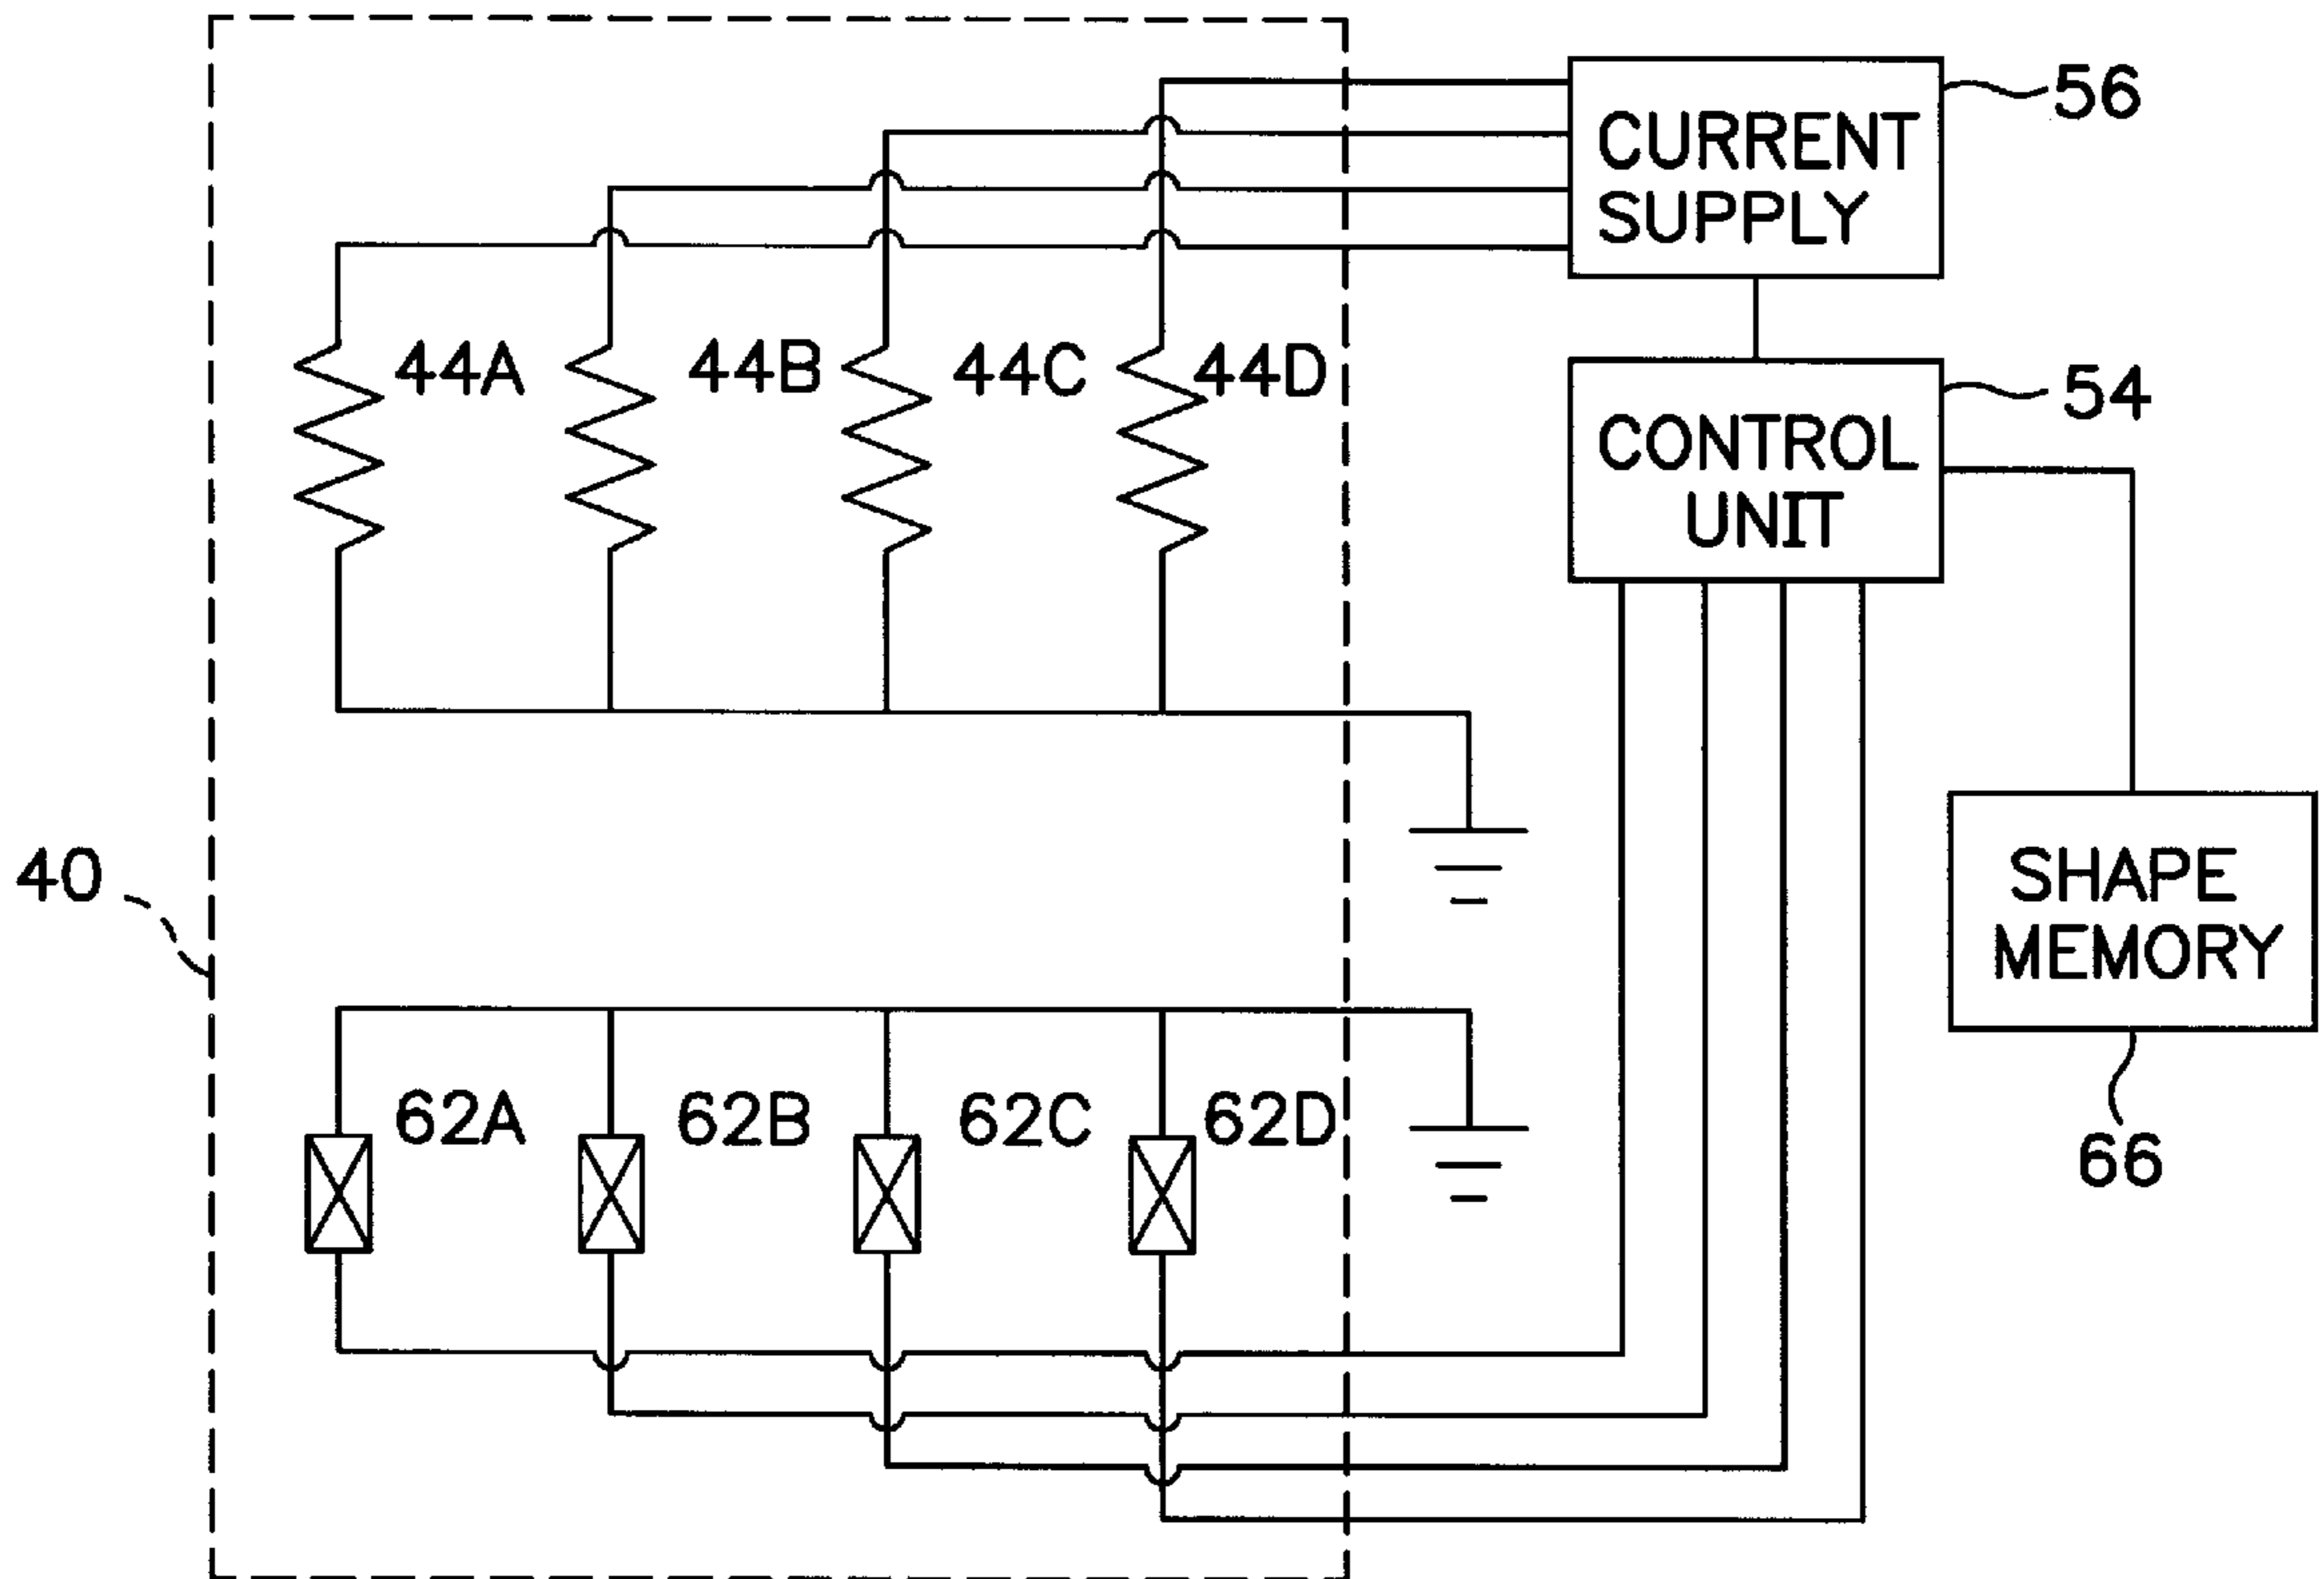 56
CURRENT
SUPPLY
44A 44B 44C 44D
54
CONTROL
UNIT
40
SHAPE
MEMORY
62A 62B 62C 62D
66